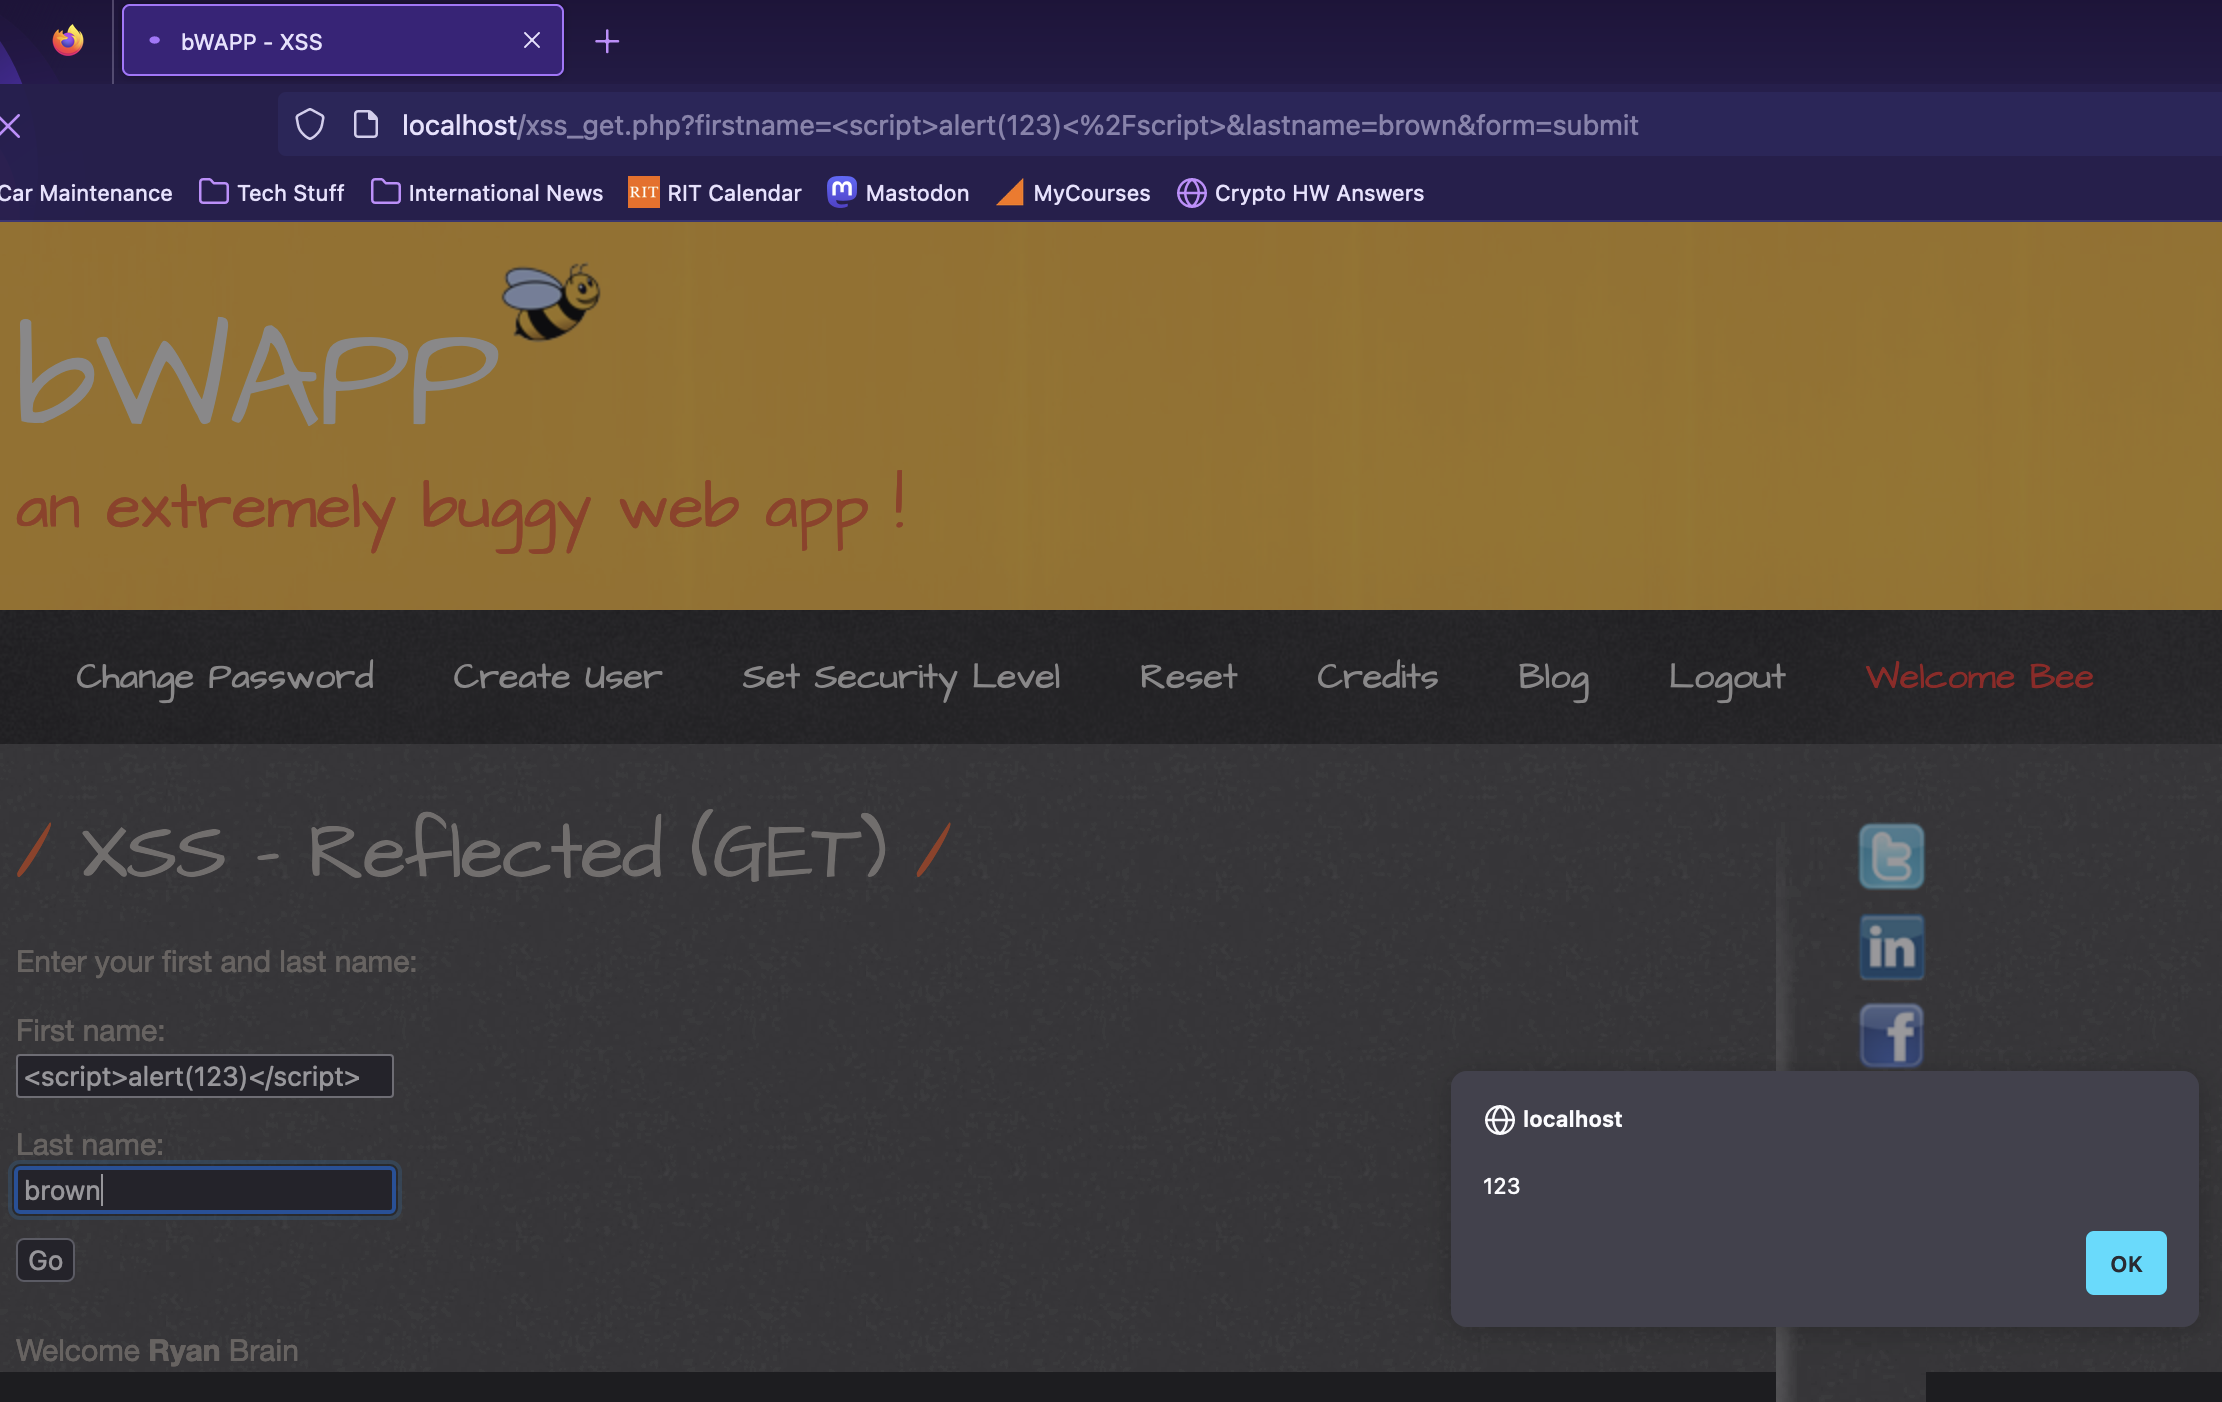 bWAPP - XSS
localhost/xss_get.php?firstname=<script>alert(123)<%2Fscript>&lastname=brown&form=submit
Car Maintenance Tech Stuff International News RIT RIT Calendar m Mastodon MyCourses Crypto HW Answers
bWAPP
an extremely buggy web app !
Change Password Create User Set Security Level Reset Credits Blog Logout Welcome Bee
/ XSS - Reflected (GET) /
Enter your first and last name:
First name:
<script>alert(123)</script>
Last name:
brown
Go
Welcome Ryan Brain
t
in
f
localhost
123
OK